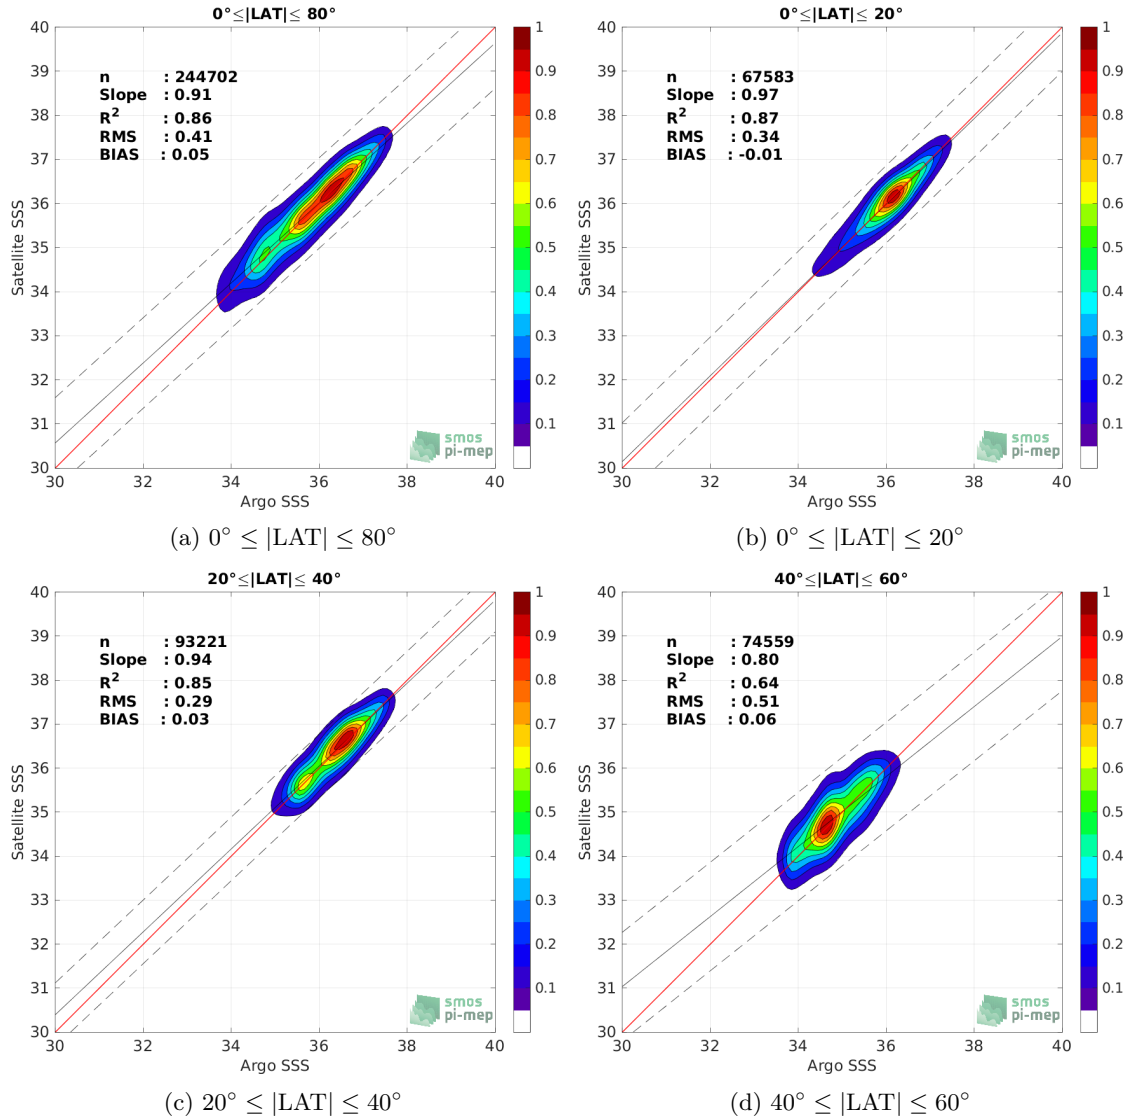 0°≤|LAT|≤ 80°
n : 244702
Slope : 0.91
R² : 0.86
RMS : 0.41
BIAS : 0.05
40
39
38
37
36
35
34
33
32
31
30
Satellite SSS
30 32 34 36 38 40
Argo SSS
1
0.9
0.8
0.7
0.6
0.5
0.4
0.3
0.2
0.1
smos
pi-mep
(a) 0° ≤ |LAT| ≤ 80°
0°≤|LAT|≤ 20°
n : 67583
Slope : 0.97
R² : 0.87
RMS : 0.34
BIAS : -0.01
40
39
38
37
36
35
34
33
32
31
30
Satellite SSS
30 32 34 36 38 40
Argo SSS
1
0.9
0.8
0.7
0.6
0.5
0.4
0.3
0.2
0.1
smos
pi-mep
(b) 0° ≤ |LAT| ≤ 20°
20°≤|LAT|≤ 40°
n : 93221
Slope : 0.94
R² : 0.85
RMS : 0.29
BIAS : 0.03
40
39
38
37
36
35
34
33
32
31
30
Satellite SSS
30 32 34 36 38 40
Argo SSS
1
0.9
0.8
0.7
0.6
0.5
0.4
0.3
0.2
0.1
smos
pi-mep
(c) 20° ≤ |LAT| ≤ 40°
40°≤|LAT|≤ 60°
n : 74559
Slope : 0.80
R² : 0.64
RMS : 0.51
BIAS : 0.06
40
39
38
37
36
35
34
33
32
31
30
Satellite SSS
30 32 34 36 38 40
Argo SSS
1
0.9
0.8
0.7
0.6
0.5
0.4
0.3
0.2
0.1
smos
pi-mep
(d) 40° ≤ |LAT| ≤ 60°